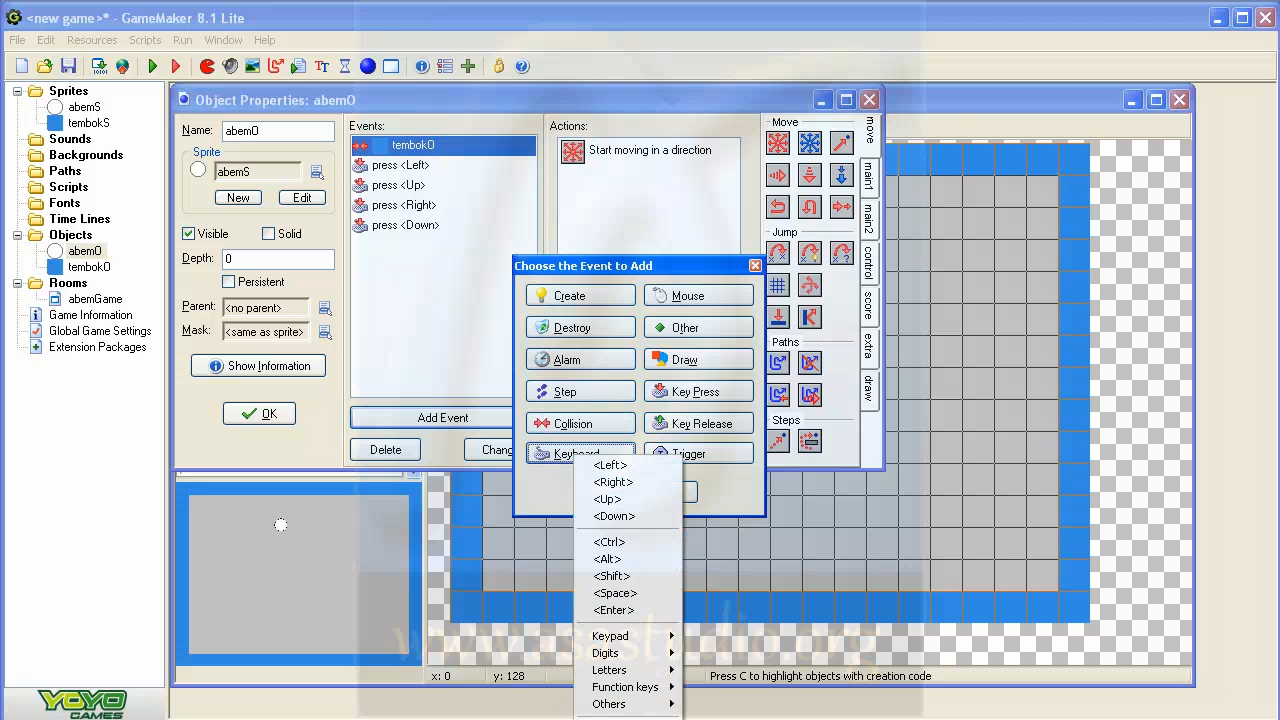 <new game>* - GameMaker 8.1 Lite
File Edit Resources Scripts Run Window Help
Sprites
abemS
tembokS
Sounds
Backgrounds
Paths
Scripts
Fonts
Time Lines
Objects
abemO
tembokO
Rooms
abemGame
Game Information
Global Game Settings
Extension Packages
YOYO
GAMES
Object Properties: abemO
Name: abemO
Sprite
abemS
New Edit
Visible Solid
Depth: 0
Persistent
Parent: <no parent>
Mask: <same as sprite>
Show Information
OK
Events:
tembokO
press <Left>
press <Up>
press <Right>
press <Down>
Add Event
Delete
Chang
Actions:
Start moving in a direction
Move
Jump
Paths
Steps
move
main1
main2
control
score
extra
draw
Choose the Event to Add
Create Mouse
Destroy Other
Alarm Draw
Step Key Press
Collision Key Release
Keyboard Trigger
<Left>
<Right>
<Up>
<Down>
<Ctrl>
<Alt>
<Shift>
<Space>
<Enter>
Keypad
Digits
Letters
Function keys
Others
x: 0 y: 128 Press C to highlight objects with creation code